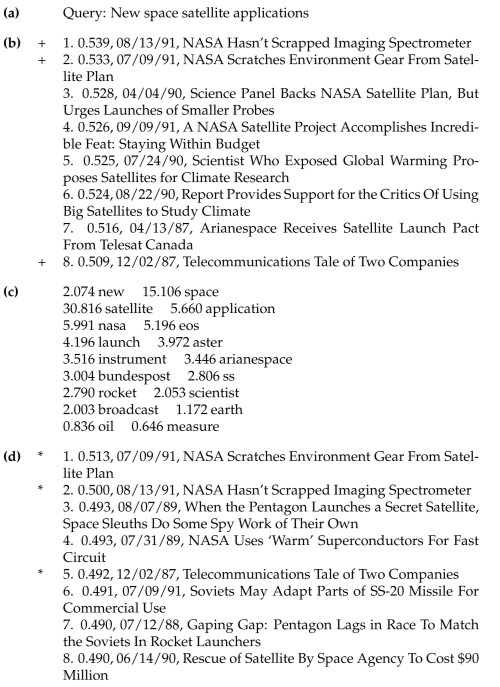 (a) Query: New space satellite applications
(b) + 1. 0.539, 08/13/91, NASA Hasn't Scrapped Imaging Spectrometer
+ 2. 0.533, 07/09/91, NASA Scratches Environment Gear From Satel-
lite Plan
3. 0.528, 04/04/90, Science Panel Backs NASA Satellite Plan, But
Urges Launches of Smaller Probes
4. 0.526, 09/09/91, A NASA Satellite Project Accomplishes Incredi-
ble Feat: Staying Within Budget
5. 0.525, 07/24/90, Scientist Who Exposed Global Warming Pro-
poses Satellites for Climate Research
6. 0.524, 08/22/90, Report Provides Support for the Critics Of Using
Big Satellites to Study Climate
7. 0.516, 04/13/87, Arianespace Receives Satellite Launch Pact
From Telesat Canada
+ 8. 0.509, 12/02/87, Telecommunications Tale of Two Companies
(c) 2.074 new 15.106 space
30.816 satellite 5.660 application
5.991 nasa 5.196 eos
4.196 launch 3.972 aster
3.516 instrument 3.446 arianespace
3.004 bundespost 2.806 ss
2.790 rocket 2.053 scientist
2.003 broadcast 1.172 earth
0.836 oil 0.646 measure
(d) * 1. 0.513, 07/09/91, NASA Scratches Environment Gear From Satel-
lite Plan
* 2. 0.500, 08/13/91, NASA Hasn't Scrapped Imaging Spectrometer
3. 0.493, 08/07/89, When the Pentagon Launches a Secret Satellite,
Space Sleuths Do Some Spy Work of Their Own
4. 0.493, 07/31/89, NASA Uses 'Warm' Superconductors For Fast
Circuit
* 5. 0.492, 12/02/87, Telecommunications Tale of Two Companies
6. 0.491, 07/09/91, Soviets May Adapt Parts of SS-20 Missile For
Commercial Use
7. 0.490, 07/12/88, Gaping Gap: Pentagon Lags in Race To Match
the Soviets In Rocket Launchers
8. 0.490, 06/14/90, Rescue of Satellite By Space Agency To Cost $90
Million